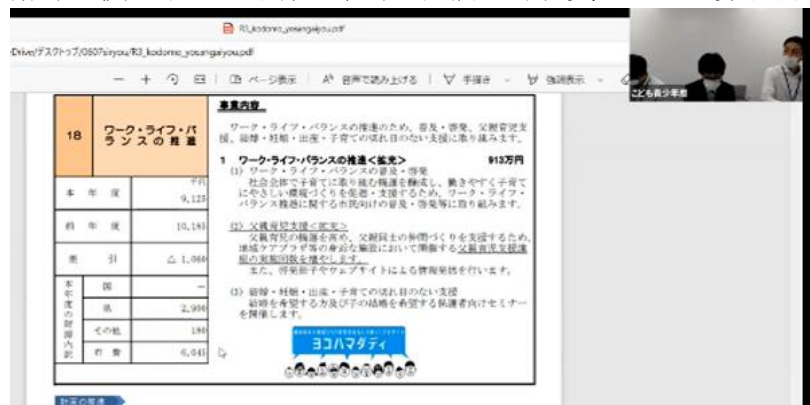 R3_kodomo_yosangaiyou.pdf
Drive/デスクトップ/0607siryou/R3_kodomo_yosangaiyou.pdf
ページ表示
音声で読み上げる
手描き
強調表示
こども青少年局
18
ワーク・ライフ・バランスの推進
本年度
千円
9,125
前年度
10,185
差引
△ 1,060
本年度の財源内訳
国
－
県
2,900
その他
180
市費
6,045
事業内容
ワーク・ライフ・バランスの推進のため、普及・啓発、父親育児支
援、結婚・妊娠・出産・子育ての切れ目のない支援に取り組みます。
1 ワーク・ライフ・バランスの推進<拡充> 913万円
(1) ワーク・ライフ・バランスの普及・啓発
社会全体で子育てに取り組む機運を醸成し、働きやすく子育て
にやさしい環境づくりを促進・支援するため、ワーク・ライフ・
バランス推進に関する市民向けの普及・啓発等に取り組みます。
(2) 父親育児支援<拡充>
父親育児の機運を高め、父親同士の仲間づくりを支援するため、
地域ケアプラザ等の身近な施設において開催する父親育児支援講
座の実施回数を増やします。
また、啓発冊子やウェブサイトによる情報発信を行います。
(3) 結婚・妊娠・出産・子育ての切れ目のない支援
結婚を希望する方及び子の結婚を希望する保護者向けセミナー
を開催します。
ヨコハマダディ